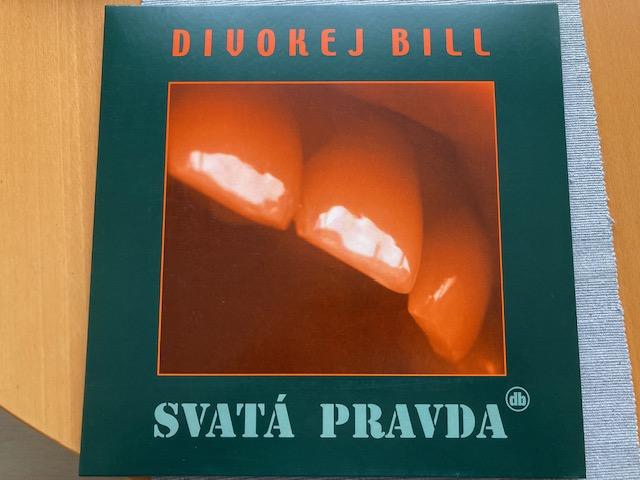 DIVOKEJ BILL
SVATÁ PRAVDA
db